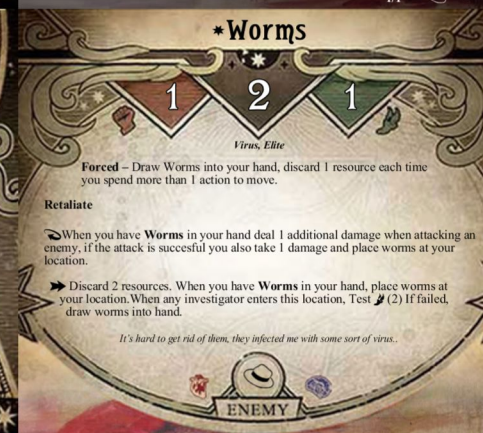 *Worms
1 2 1
Virus, Elite
Forced – Draw Worms into your hand, discard 1 resource each time
you spend more than 1 action to move.
Retaliate
When you have Worms in your hand deal 1 additional damage when attacking an
enemy, if the attack is succesful you also take 1 damage and place worms at your
location.
Discard 2 resources. When you have Worms in your hand, place worms at
your location.When any investigator enters this location, Test (2) If failed,
draw worms into hand.
It's hard to get rid of them, they infected me with some sort of virus..
ENEMY